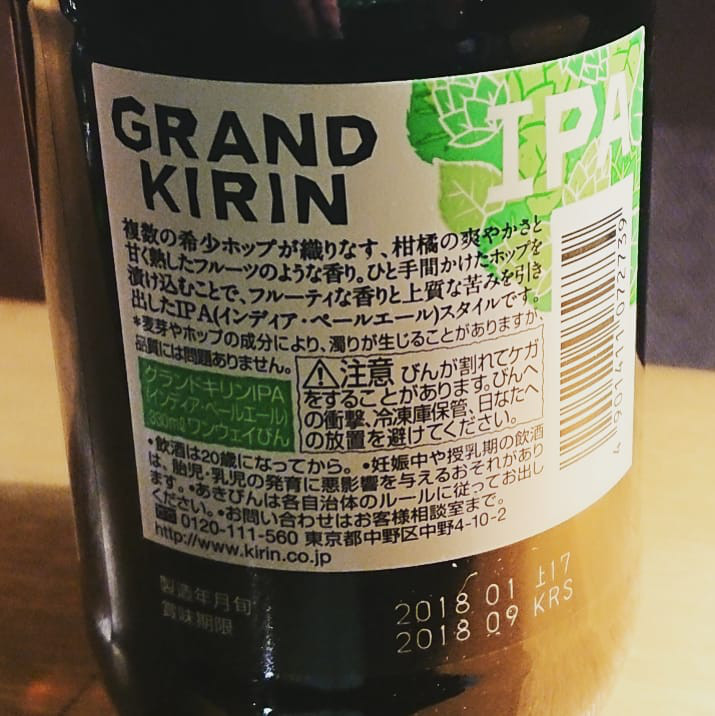 GRAND
KIRIN
IPA
複数の希少ホップが織りなす、柑橘の爽やかさと
甘く熟したフルーツのような香り。ひと手間かけたホップを
漬け込むことで、フルーティな香りと上質な苦みを引き
出したIPA(インディア・ペールエール)スタイルです。
*麦芽やホップの成分により、濁りが生じることがありますが、
品質には問題ありません。
グランドキリンIPA
(インディア・ペールエール)
330mlワンウェイびん
注意 びんが割れてケガ
をすることがあります。びんへ
の衝撃、冷凍庫保管、日なたへ
の放置を避けてください。
•飲酒は20歳になってから。•妊娠中や授乳期の飲酒
は、胎児・乳児の発育に悪影響を与えるおそれがあり
ます。•あきびんは各自治体のルールに従ってお出し
ください。•お問い合わせはお客様相談室まで。
0120-111-560 東京都中野区中野4-10-2
http://www.kirin.co.jp
4 901411 072739
製造年月旬
賞味期限
2018 01 上17
2018 09 KRS